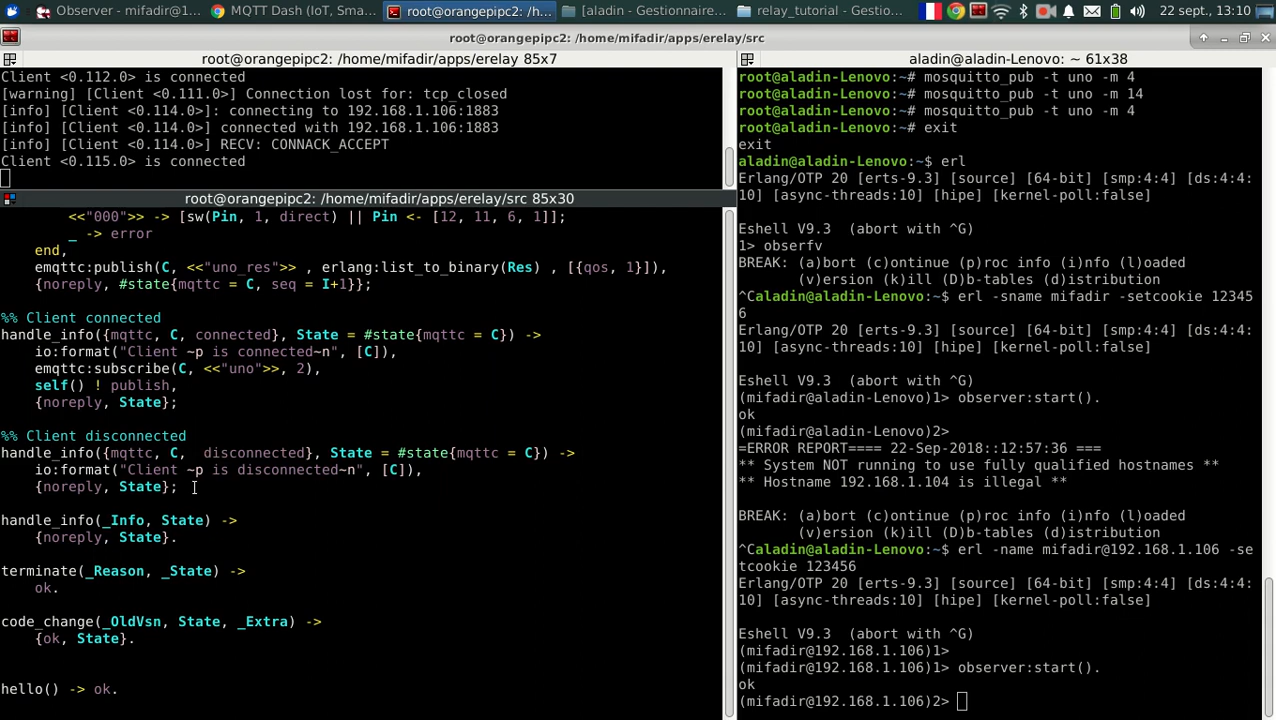 Observer - mifadir@1...
MQTT Dash (IoT, Sma...
root@orangepipc2: /h...
[aladin - Gestionnaire...
relay_tutorial - Gestio...
22 sept., 13:10
root@orangepipc2: /home/mifadir/apps/erelay/src
root@orangepipc2: /home/mifadir/apps/erelay 85x7
Client <0.112.0> is connected
[warning] [Client <0.111.0>] Connection lost for: tcp_closed
[info] [Client <0.114.0>]: connecting to 192.168.1.106:1883
[info] [Client <0.114.0>] connected with 192.168.1.106:1883
[info] [Client <0.114.0>] RECV: CONNACK_ACCEPT
Client <0.115.0> is connected
root@orangepipc2: /home/mifadir/apps/erelay/src 85x30
<<"000">> -> [sw(Pin, 1, direct) || Pin <- [12, 11, 6, 1]];
_ -> error
end,
emqttc:publish(C, <<"uno_res">> , erlang:list_to_binary(Res) , [{qos, 1}]),
{noreply, #state{mqttc = C, seq = I+1}};
%% Client connected
handle_info({mqttc, C, connected}, State = #state{mqttc = C}) ->
io:format("Client ~p is connected~n", [C]),
emqttc:subscribe(C, <<"uno">>, 2),
self() ! publish,
{noreply, State};
%% Client disconnected
handle_info({mqttc, C,  disconnected}, State = #state{mqttc = C}) ->
io:format("Client ~p is disconnected~n", [C]),
{noreply, State};
handle_info(_Info, State) ->
{noreply, State}.
terminate(_Reason, _State) ->
ok.
code_change(_OldVsn, State, _Extra) ->
{ok, State}.
hello() -> ok.
aladin@aladin-Lenovo: ~ 61x38
root@aladin-Lenovo:~# mosquitto_pub -t uno -m 4
root@aladin-Lenovo:~# mosquitto_pub -t uno -m 14
root@aladin-Lenovo:~# mosquitto_pub -t uno -m 4
root@aladin-Lenovo:~# exit
exit
aladin@aladin-Lenovo:~$ erl
Erlang/OTP 20 [erts-9.3] [source] [64-bit] [smp:4:4] [ds:4:4:
10] [async-threads:10] [hipe] [kernel-poll:false]
Eshell V9.3  (abort with ^G)
1> obserfv
BREAK: (a)bort (c)ontinue (p)roc info (i)nfo (l)oaded
(v)ersion (k)ill (D)b-tables (d)istribution
^Caladin@aladin-Lenovo:~$ erl -sname mifadir -setcookie 12345
6
Erlang/OTP 20 [erts-9.3] [source] [64-bit] [smp:4:4] [ds:4:4:
10] [async-threads:10] [hipe] [kernel-poll:false]
Eshell V9.3  (abort with ^G)
(mifadir@aladin-Lenovo)1> observer:start().
ok
(mifadir@aladin-Lenovo)2>
=ERROR REPORT==== 22-Sep-2018::12:57:36 ===
** System NOT running to use fully qualified hostnames **
** Hostname 192.168.1.104 is illegal **
BREAK: (a)bort (c)ontinue (p)roc info (i)nfo (l)oaded
(v)ersion (k)ill (D)b-tables (d)istribution
^Caladin@aladin-Lenovo:~$ erl -name mifadir@192.168.1.106 -se
tcookie 123456
Erlang/OTP 20 [erts-9.3] [source] [64-bit] [smp:4:4] [ds:4:4:
10] [async-threads:10] [hipe] [kernel-poll:false]
Eshell V9.3  (abort with ^G)
(mifadir@192.168.1.106)1>
(mifadir@192.168.1.106)1> observer:start().
ok
(mifadir@192.168.1.106)2>